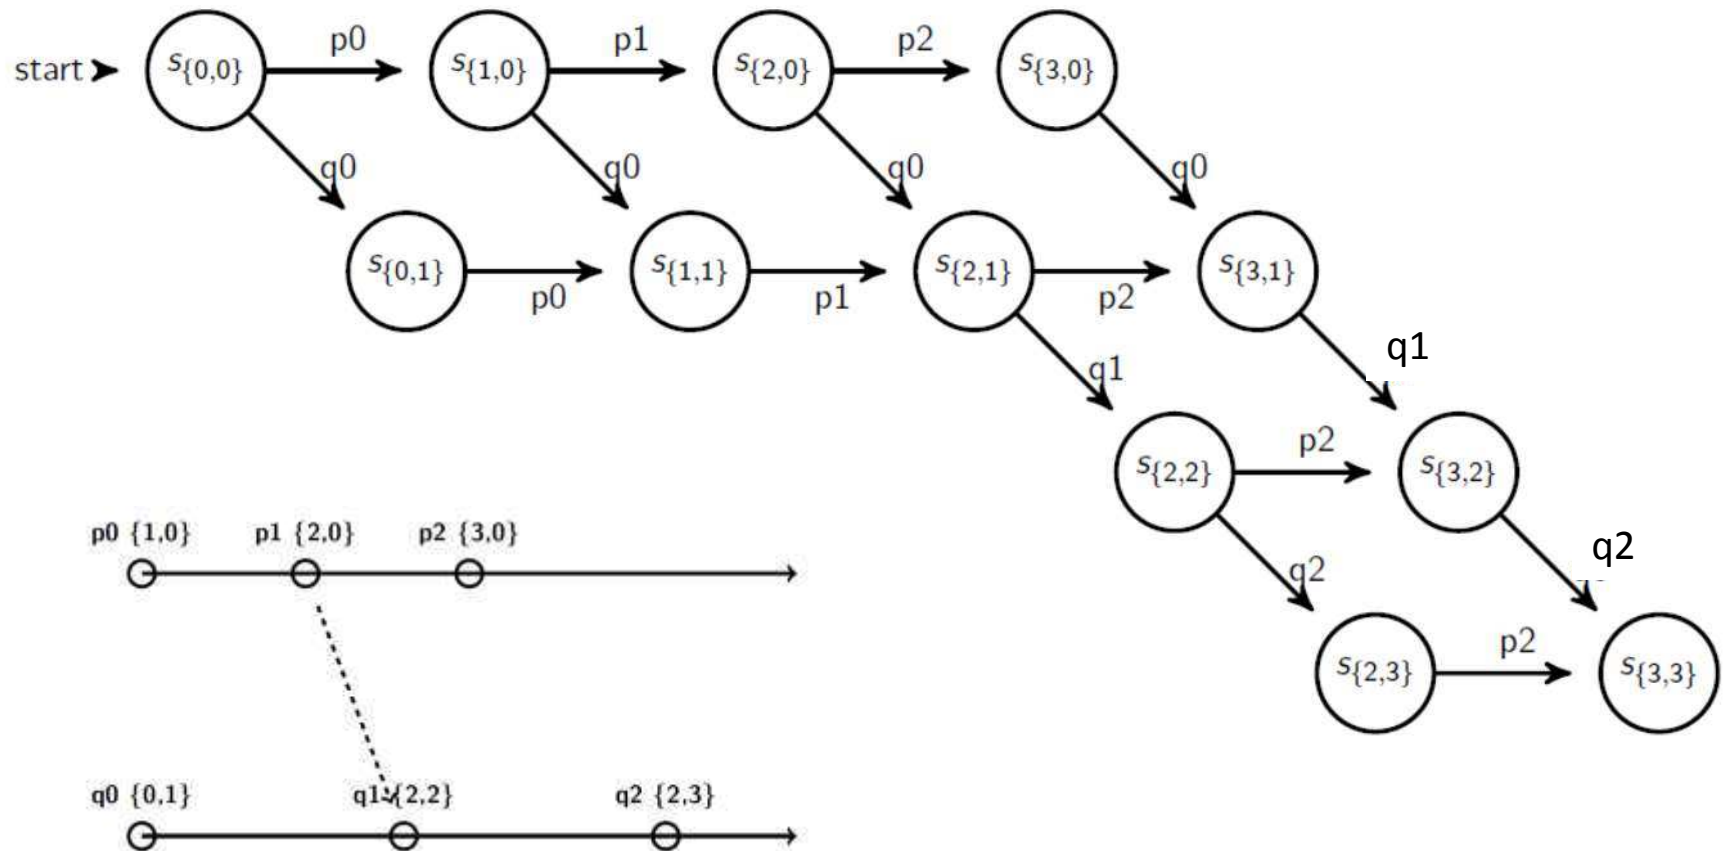 p0 p1 p2
start S{0,0} S{1,0} S{2,0} S{3,0}
q0 q0 q0 q0
S{0,1} S{1,1} S{2,1} S{3,1}
p0 p1 p2
q1 q1
S{2,2} p2 S{3,2}
p0 {1,0} p1 {2,0} p2 {3,0}
q2 q2
S{2,3} p2 S{3,3}
q0 {0,1} q1 {2,2} q2 {2,3}